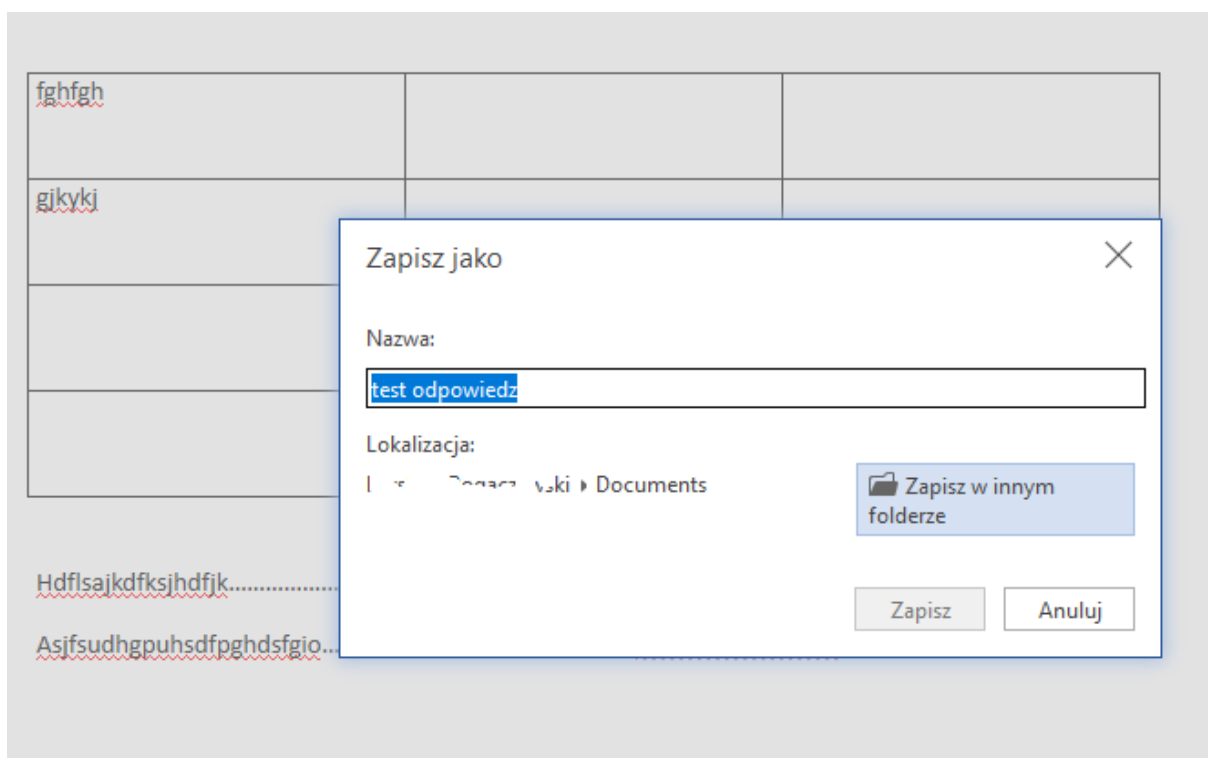 fghfgh
gjkykj
Zapisz jako
Nazwa:
test odpowiedz
Lokalizacja:
Documents
Zapisz w innym
folderze
Hdflsajkdfksjhdfjk..................
Zapisz
Anuluj
Asjfsudhgpuhsdfpghdsfgio...